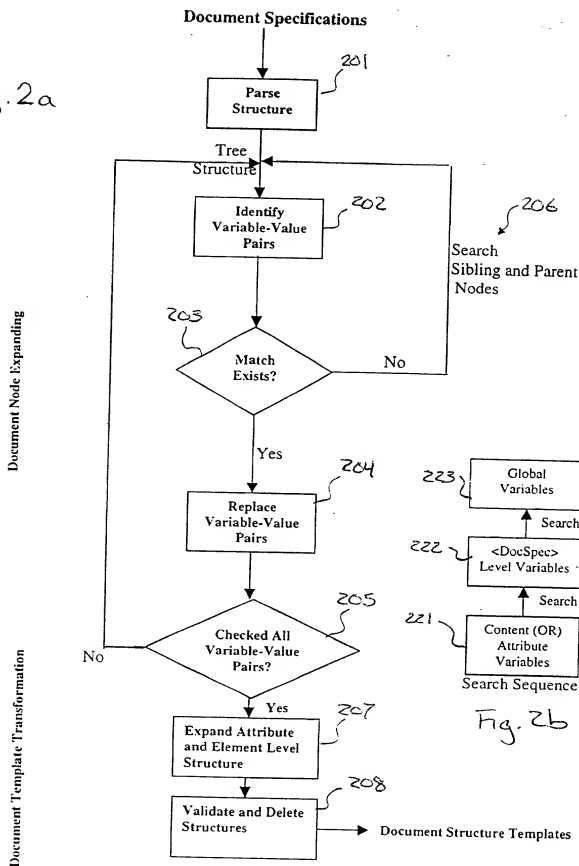 Document Specifications
. 2a
201
Parse
Structure
Tree
Structure
202
Identify
Variable-Value
Pairs
206
Search
Sibling and Parent
Nodes
203
Match
Exists?
No
Yes
204
Replace
Variable-Value
Pairs
205
Checked All
Variable-Value
Pairs?
No
Yes
207
Expand Attribute
and Element Level
Structure
208
Validate and Delete
Structures
Document Structure Templates
Document Node Expanding
Document Template Transformation
223
Global
Variables
Search
222
<DocSpec>
Level Variables
Search
221
Content (OR)
Attribute
Variables
Search Sequence
Fig. 2b